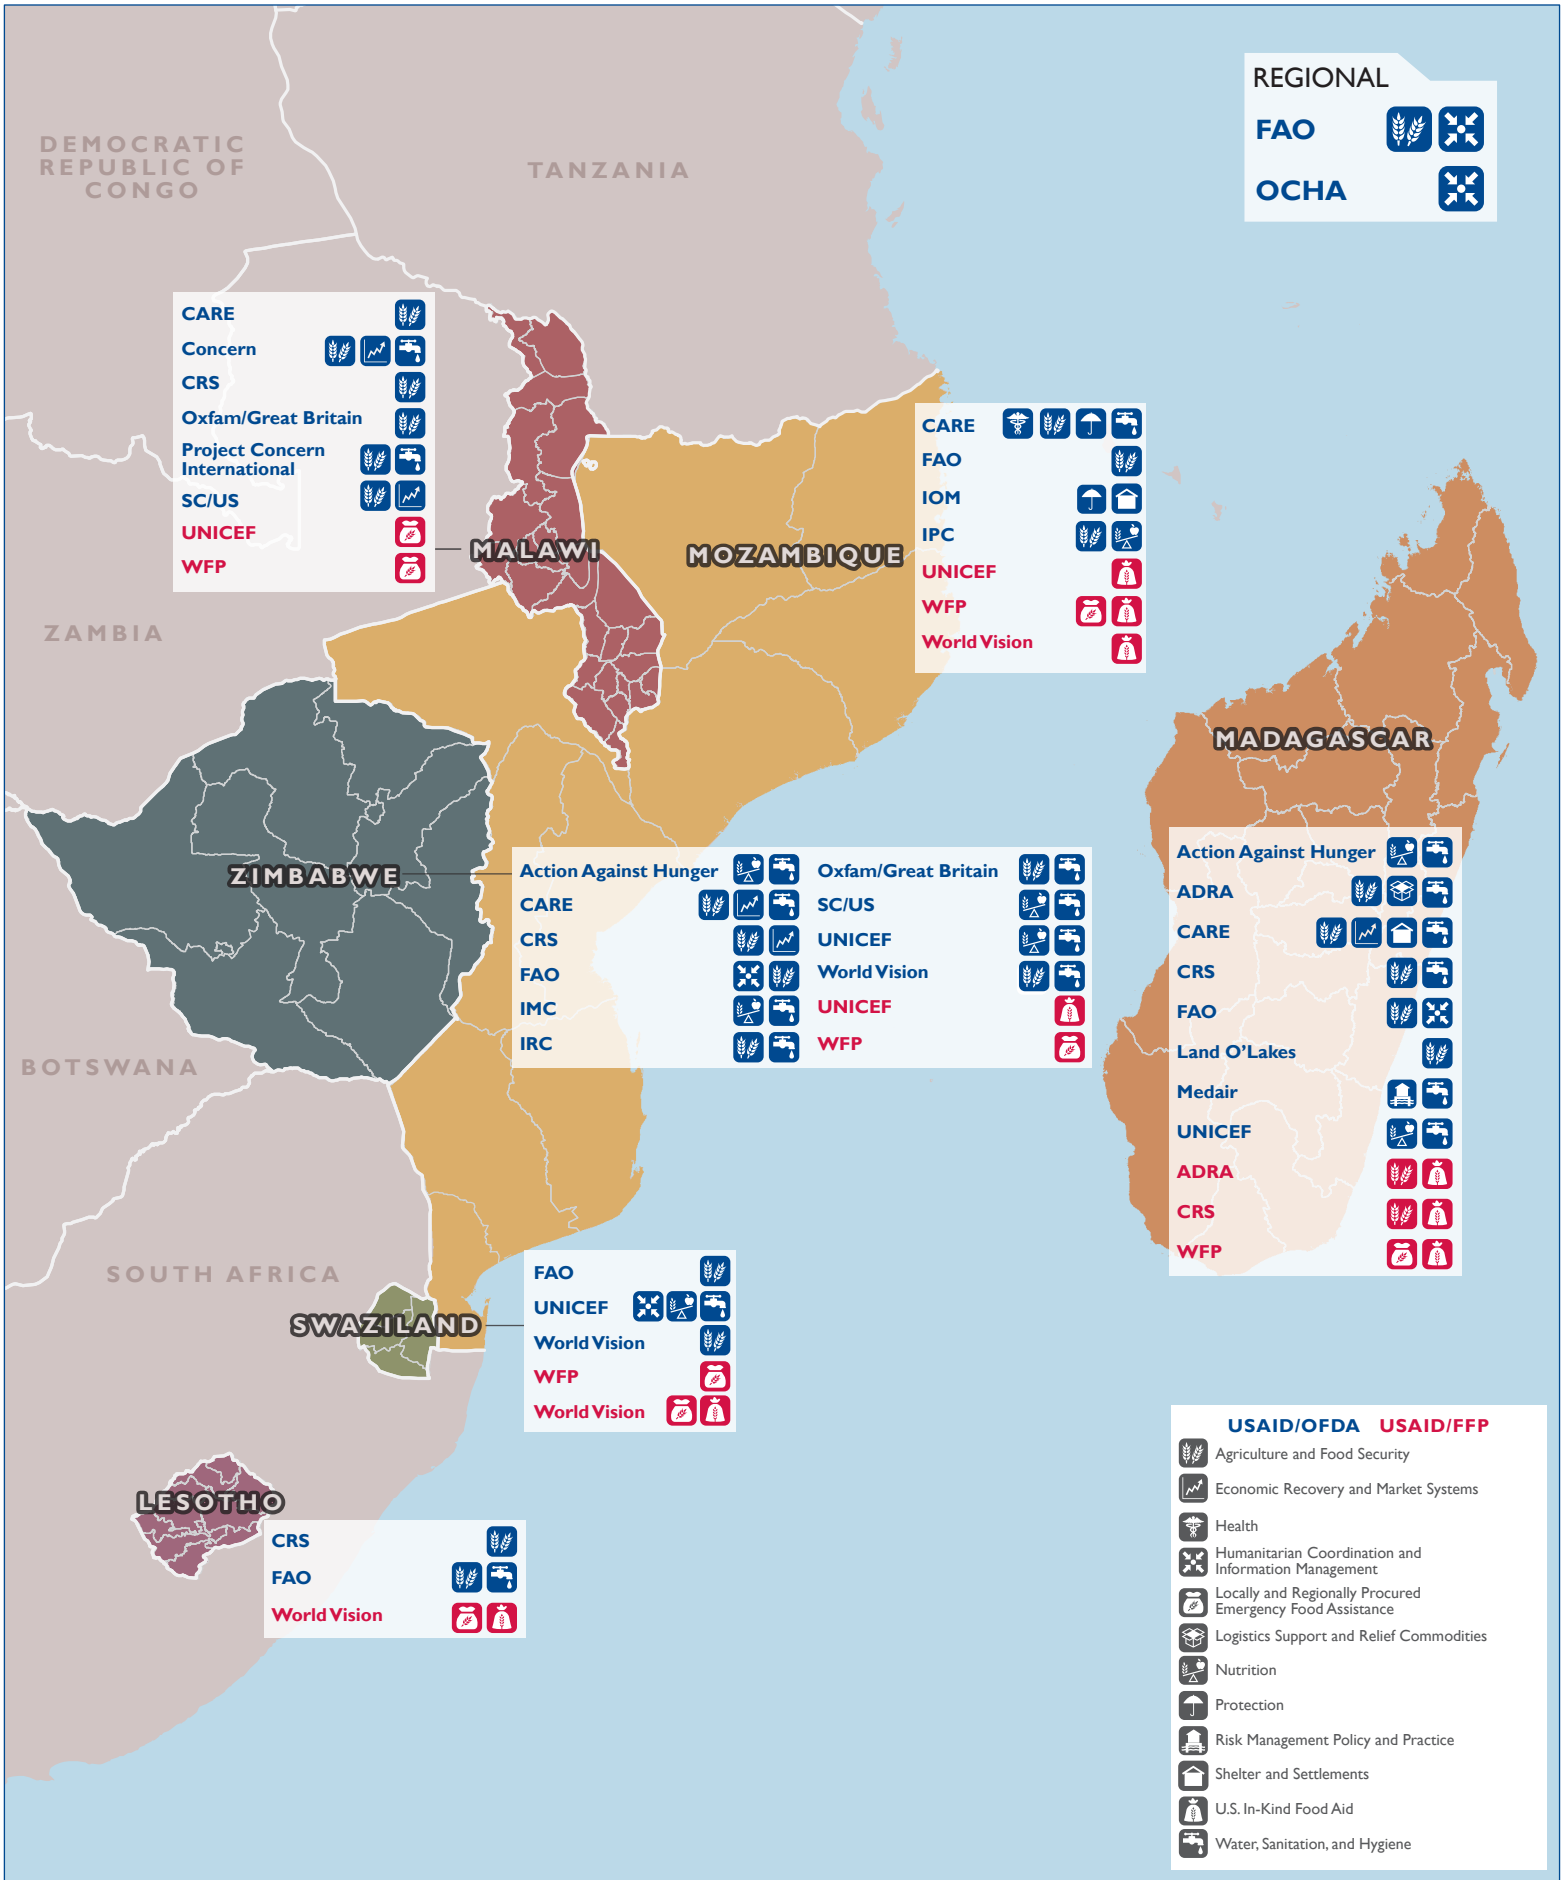 REGIONAL
FAO
OCHA
DEMOCRATIC
REPUBLIC OF
CONGO
TANZANIA
CARE
Concern
CRS
Oxfam/Great Britain
Project Concern
International
SC/US
UNICEF
WFP
MALAWI
MOZAMBIQUE
CARE
FAO
IOM
IPC
UNICEF
WFP
World Vision
ZAMBIA
MADAGASCAR
Action Against Hunger
ADRA
CARE
CRS
FAO
Land O'Lakes
Medair
UNICEF
ADRA
CRS
WFP
ZIMBABWE
Action Against Hunger
CARE
CRS
FAO
IMC
IRC
Oxfam/Great Britain
SC/US
UNICEF
World Vision
UNICEF
WFP
BOTSWANA
SOUTH AFRICA
SWAZILAND
FAO
UNICEF
World Vision
WFP
World Vision
LESOTHO
CRS
FAO
World Vision
USAID/OFDA USAID/FFP
Agriculture and Food Security
Economic Recovery and Market Systems
Health
Humanitarian Coordination and
Information Management
Locally and Regionally Procured
Emergency Food Assistance
Logistics Support and Relief Commodities
Nutrition
Protection
Risk Management Policy and Practice
Shelter and Settlements
U.S. In-Kind Food Aid
Water, Sanitation, and Hygiene